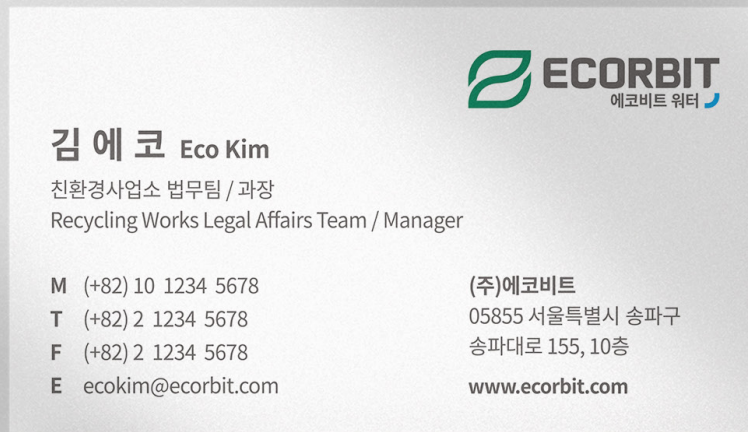 ECORBIT
에코비트 워터
김 에 코 Eco Kim
친환경사업소 법무팀 / 과장
Recycling Works Legal Affairs Team / Manager
M (+82) 10 1234 5678
T (+82) 2 1234 5678
F (+82) 2 1234 5678
E ecokim@ecorbit.com
(주)에코비트
05855 서울특별시 송파구
송파대로 155, 10층
www.ecorbit.com